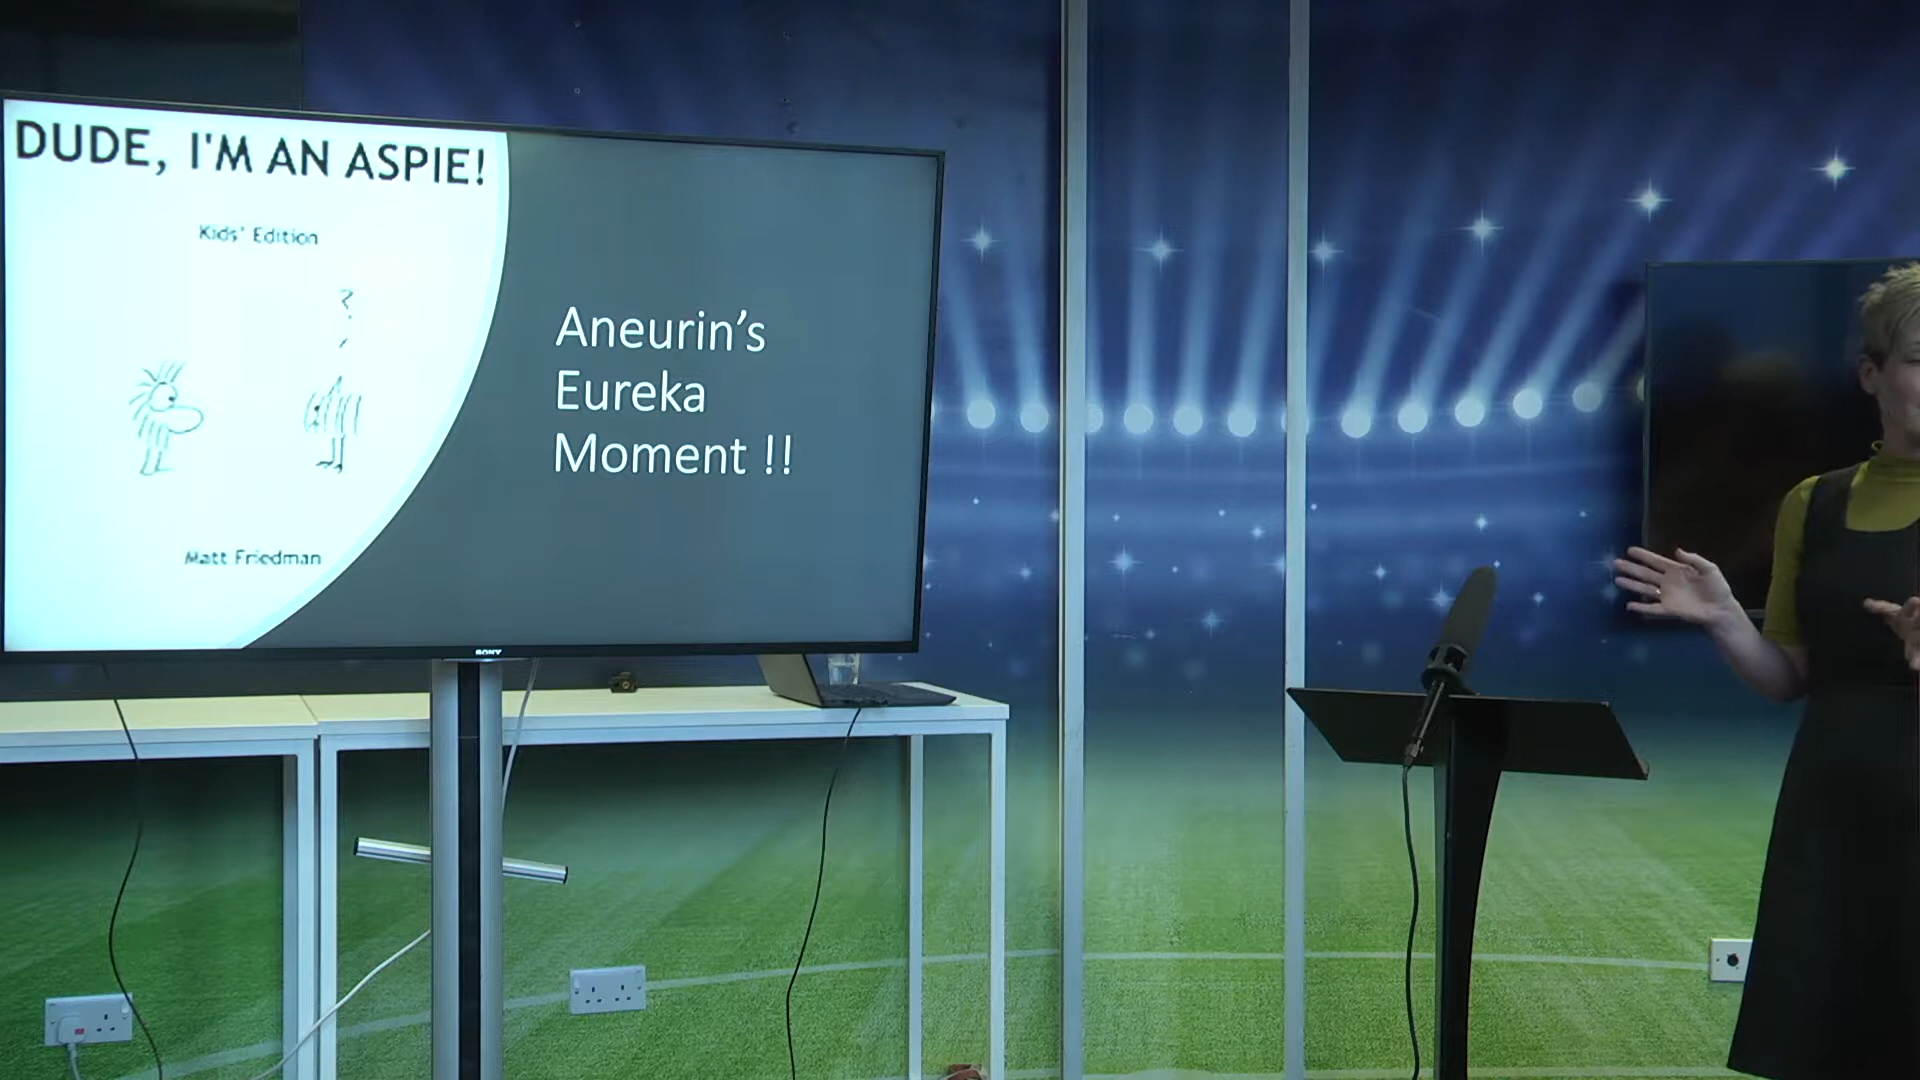 DUDE, I'M AN ASPIE!
Kids' Edition
?
Matt Friedman
Aneurin’s
Eureka
Moment !!
SONY